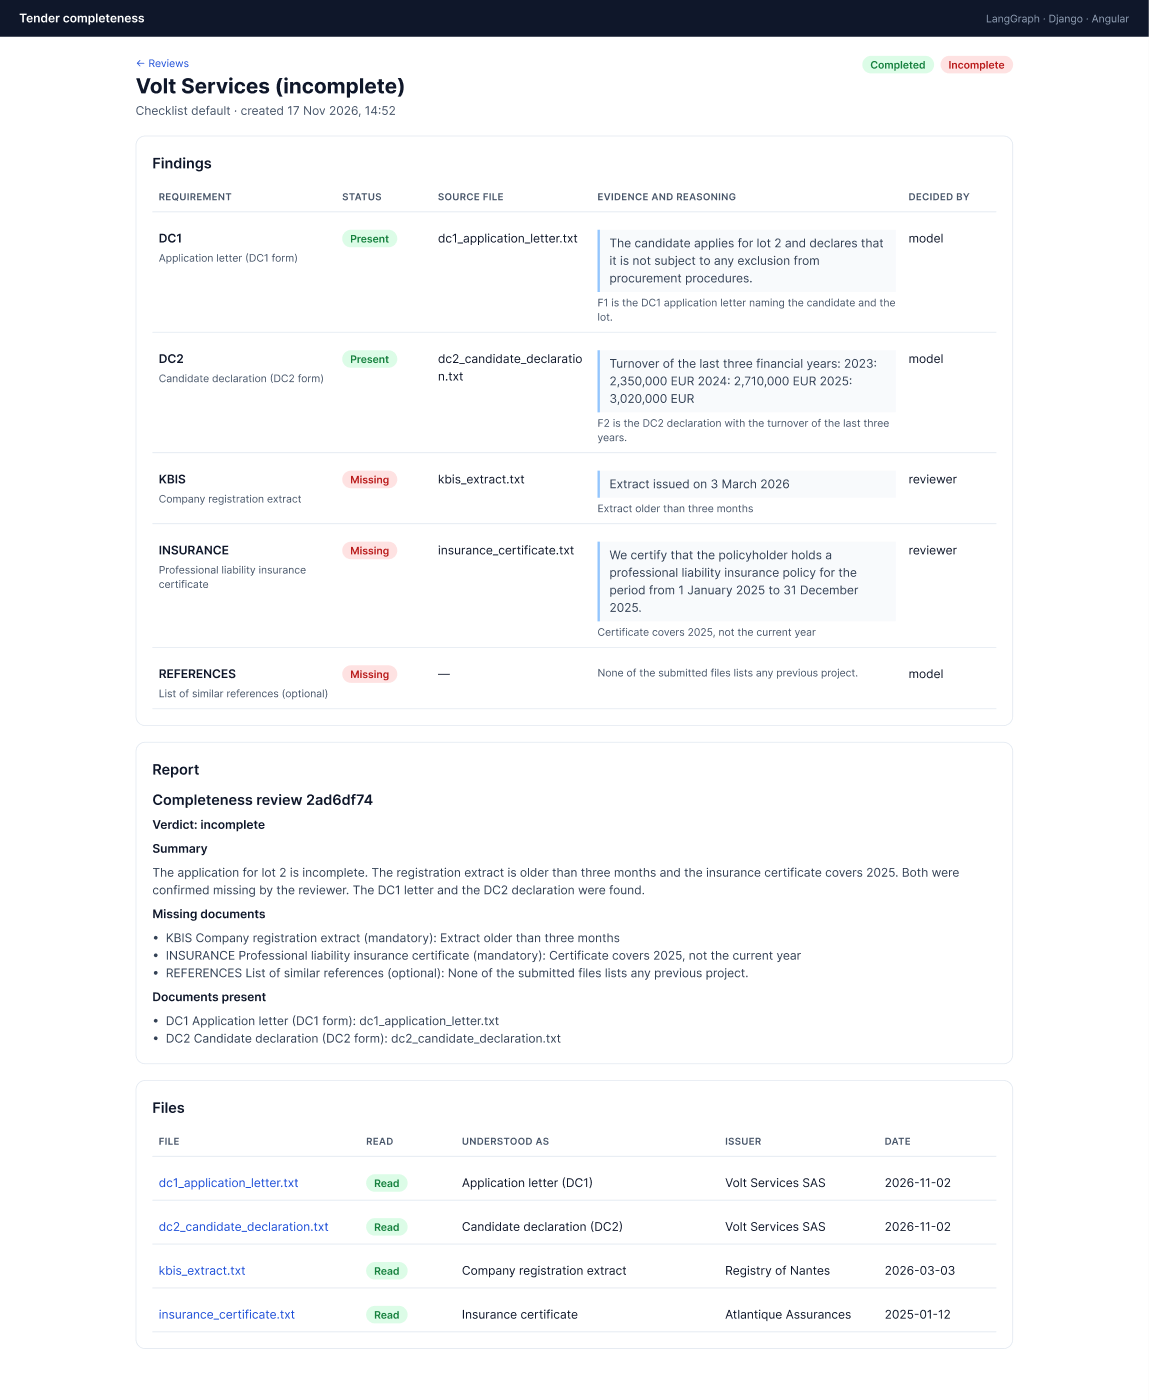 Tender completeness
LangGraph · Django · Angular
← Reviews
Completed
Incomplete
Volt Services (incomplete)
Checklist default · created 17 Nov 2026, 14:52
Findings
REQUIREMENT
STATUS
SOURCE FILE
EVIDENCE AND REASONING
DECIDED BY
DC1
Application letter (DC1 form)
Present
dc1_application_letter.txt
The candidate applies for lot 2 and declares that
it is not subject to any exclusion from
procurement procedures.
F1 is the DC1 application letter naming the candidate and the
lot.
model
DC2
Candidate declaration (DC2 form)
Present
dc2_candidate_declaratio
n.txt
Turnover of the last three financial years: 2023:
2,350,000 EUR 2024: 2,710,000 EUR 2025:
3,020,000 EUR
F2 is the DC2 declaration with the turnover of the last three
years.
model
KBIS
Company registration extract
Missing
kbis_extract.txt
Extract issued on 3 March 2026
Extract older than three months
reviewer
INSURANCE
Professional liability insurance
certificate
Missing
insurance_certificate.txt
We certify that the policyholder holds a
professional liability insurance policy for the
period from 1 January 2025 to 31 December
2025.
Certificate covers 2025, not the current year
reviewer
REFERENCES
List of similar references (optional)
Missing
—
None of the submitted files lists any previous project.
model
Report
Completeness review 2ad6df74
Verdict: incomplete
Summary
The application for lot 2 is incomplete. The registration extract is older than three months and the insurance certificate covers 2025. Both were
confirmed missing by the reviewer. The DC1 letter and the DC2 declaration were found.
Missing documents
• KBIS Company registration extract (mandatory): Extract older than three months
• INSURANCE Professional liability insurance certificate (mandatory): Certificate covers 2025, not the current year
• REFERENCES List of similar references (optional): None of the submitted files lists any previous project.
Documents present
• DC1 Application letter (DC1 form): dc1_application_letter.txt
• DC2 Candidate declaration (DC2 form): dc2_candidate_declaration.txt
Files
FILE
READ
UNDERSTOOD AS
ISSUER
DATE
dc1_application_letter.txt
Read
Application letter (DC1)
Volt Services SAS
2026-11-02
dc2_candidate_declaration.txt
Read
Candidate declaration (DC2)
Volt Services SAS
2026-11-02
kbis_extract.txt
Read
Company registration extract
Registry of Nantes
2026-03-03
insurance_certificate.txt
Read
Insurance certificate
Atlantique Assurances
2025-01-12